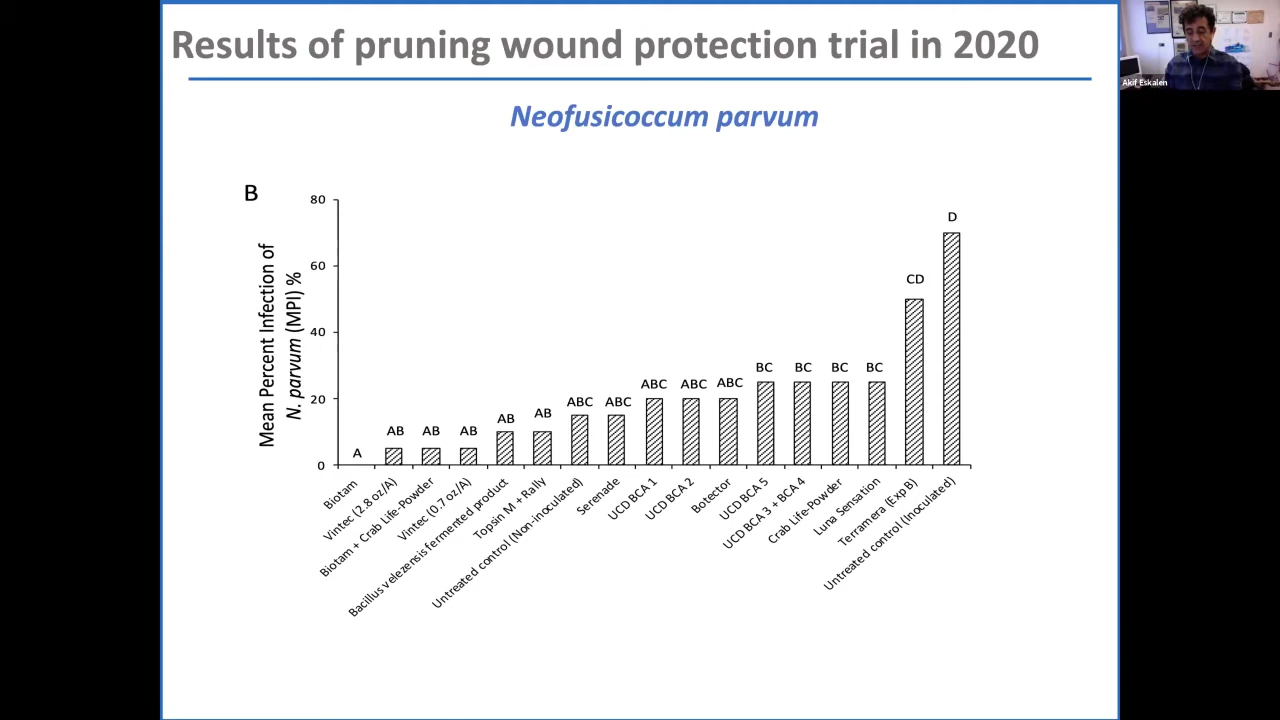 Results of pruning wound protection trial in 2020
Akif Eskalen
Neofusicoccum parvum
B
Mean Percent Infection of
N. parvum (MPI) %
80
60
40
20
0
A
AB
AB
AB
AB
AB
ABC
ABC
ABC
ABC
ABC
BC
BC
BC
BC
CD
D
Biotam
Vintec (2.8 oz/A)
Biotam + Crab Life-Powder
Vintec (0.7 oz/A)
Bacillus velezensis fermented product
Topsin M + Rally
Untreated control (Non-inoculated)
Serenade
UCD BCA 1
UCD BCA 2
Botector
UCD BCA 5
UCD BCA 3 + BCA 4
Crab Life-Powder
Luna Sensation
Terramera (Exp B)
Untreated control (Inoculated)